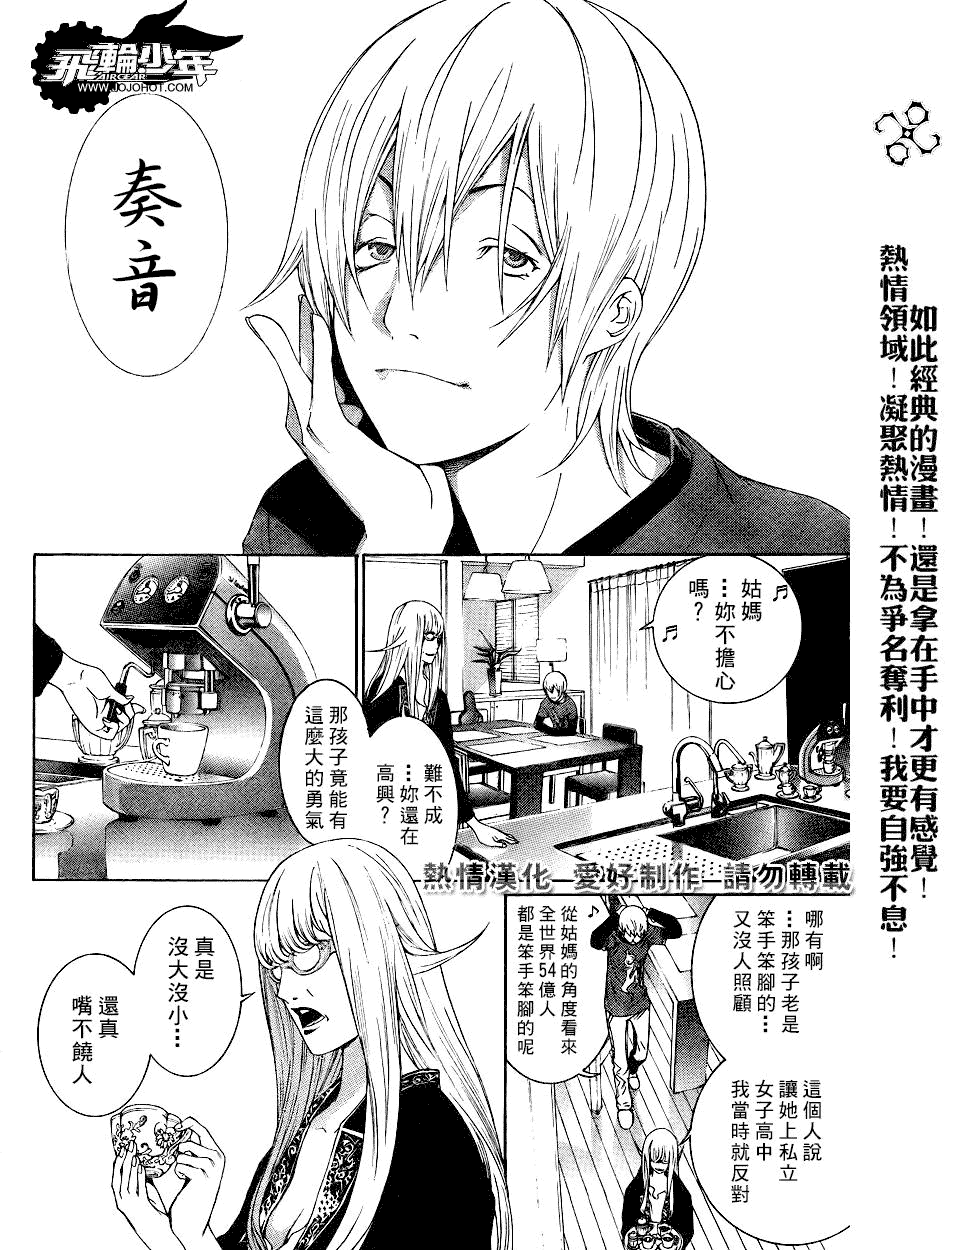 飛輪少年
AIRGEAR
WWW.JOJOHOT.COM
奏音
如此經典的漫畫！還是拿在手中才更有感覺！
熱情領域！凝聚熱情！不為爭名奪利！我要自強不息！
姑媽
…妳不擔心
嗎？
難不成
…妳還在
高興？
那孩子竟能有
這麼大的勇氣
熱情漢化 愛好制作 請勿轉載
哪有啊
…那孩子老是
笨手笨腳的…
又沒人照顧
這個人說
讓她上私立
女子高中
我當時就反對
從姑媽的角度看來
全世界54億人
都是笨手笨腳的呢
真是
沒大沒小…
還真
嘴不饒人